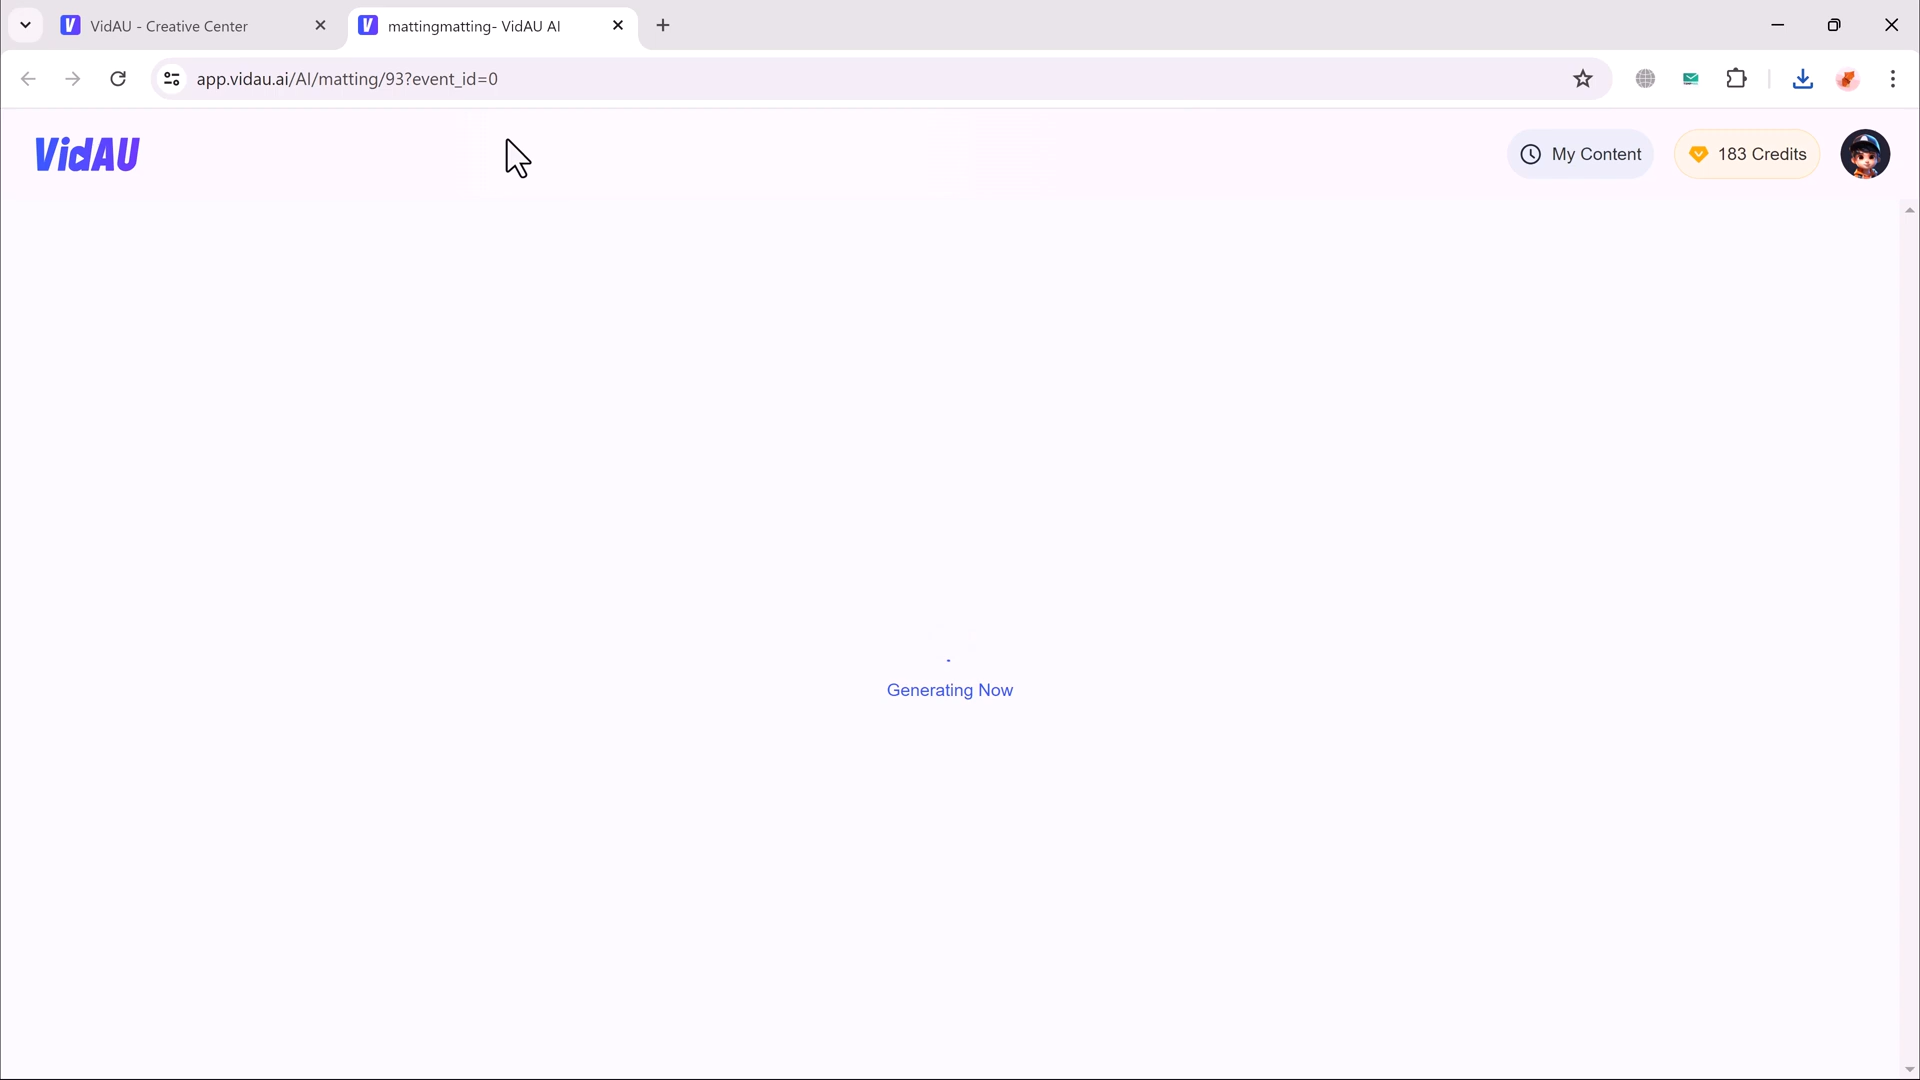 VidAU - Creative Center
mattingmatting- VidAU AI
app.vidau.ai/AI/matting/93?event_id=0
VidAU
My Content
183 Credits
Generating Now